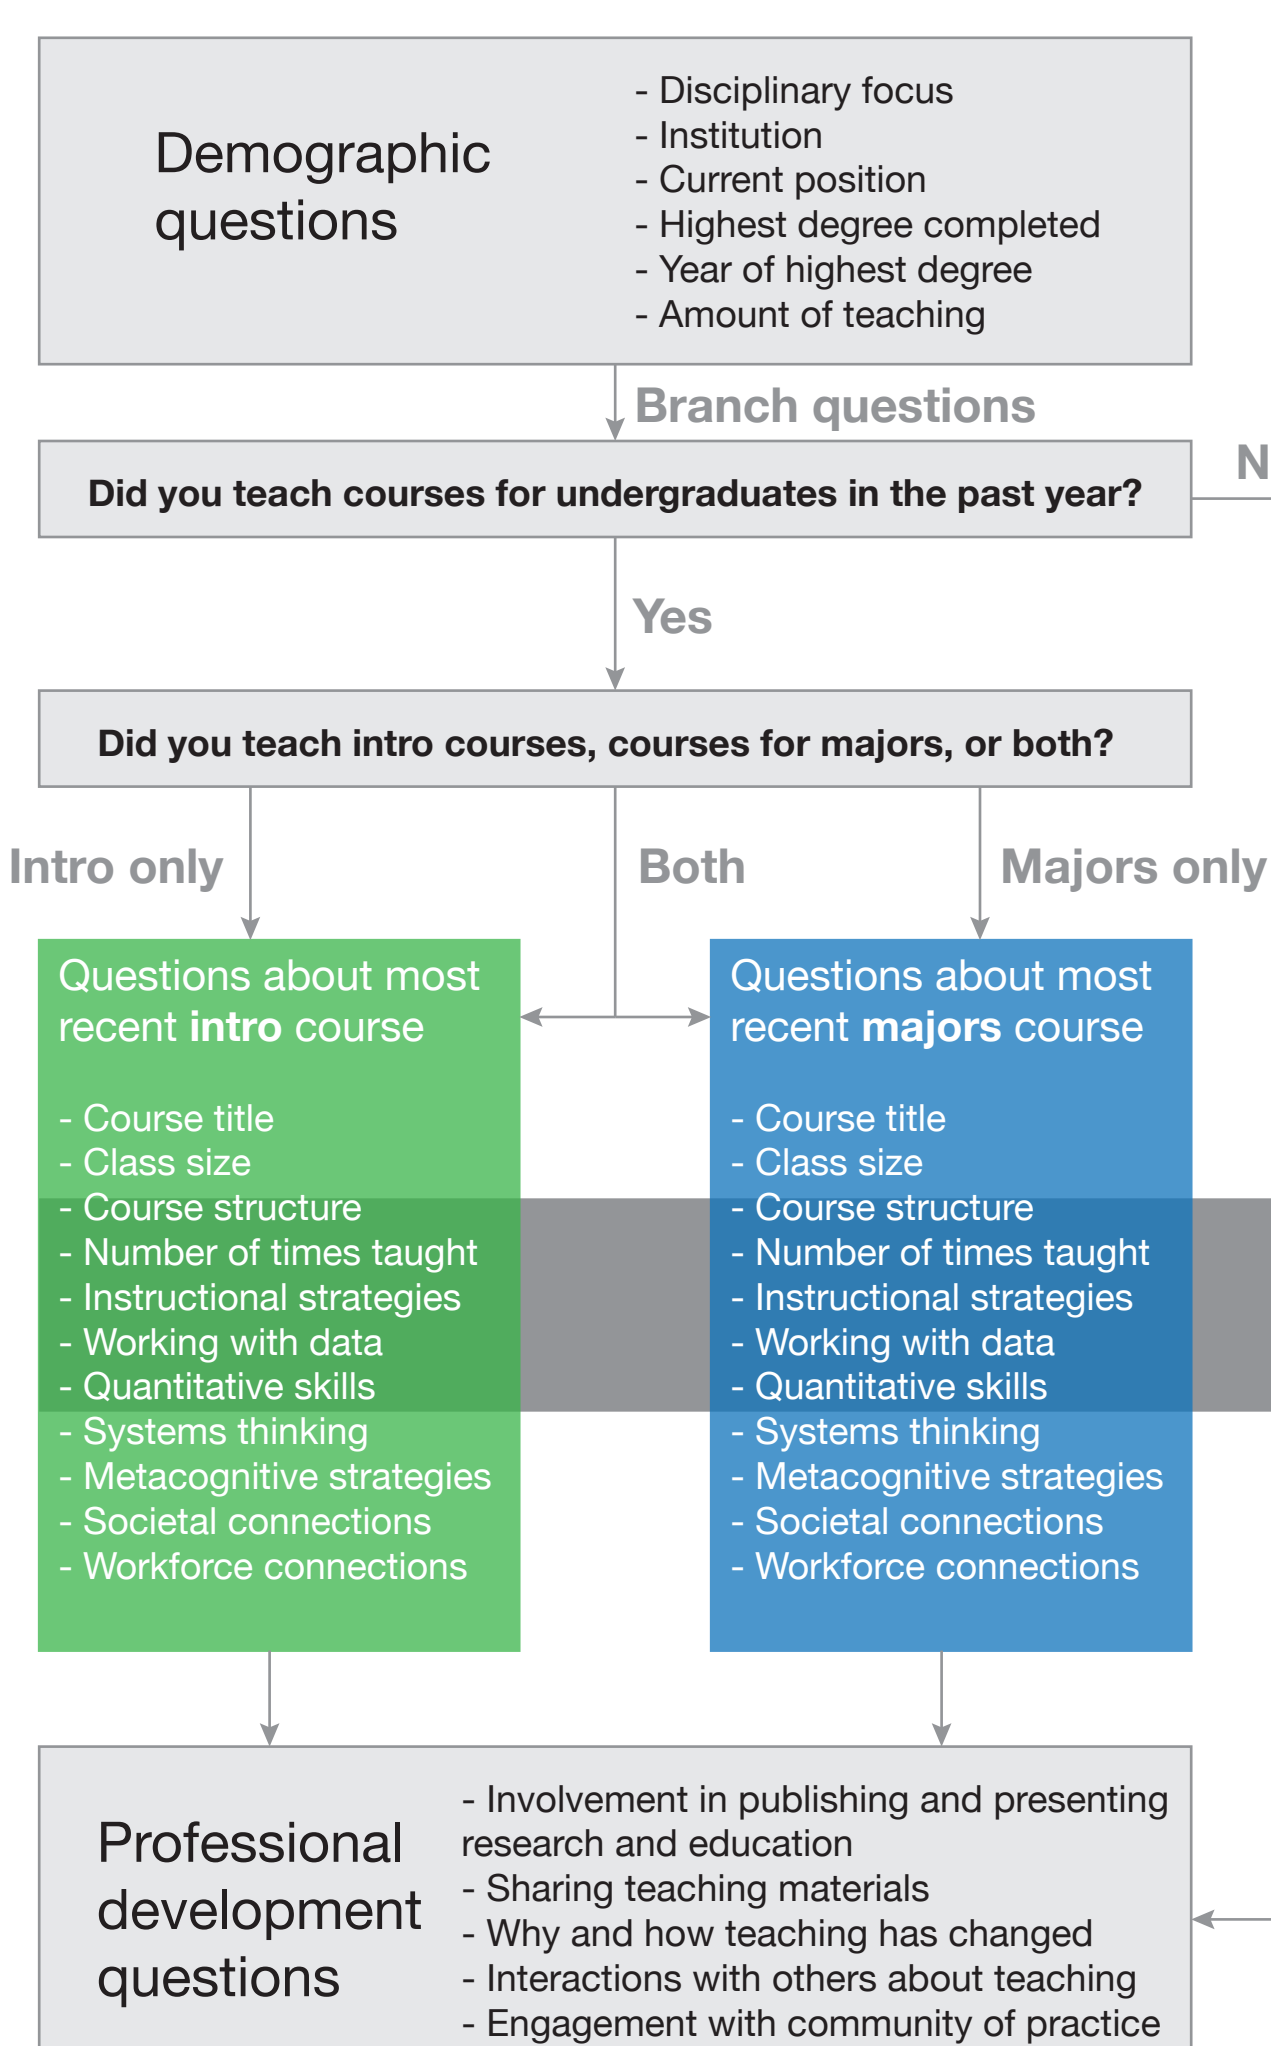 Demographic
questions
- Disciplinary focus
- Institution
- Current position
- Highest degree completed
- Year of highest degree
- Amount of teaching
Branch questions
Did you teach courses for undergraduates in the past year?
N
Yes
Did you teach intro courses, courses for majors, or both?
Intro only
Both
Majors only
Questions about most
recent intro course
- Course title
- Class size
- Course structure
- Number of times taught
- Instructional strategies
- Working with data
- Quantitative skills
- Systems thinking
- Metacognitive strategies
- Societal connections
- Workforce connections
Questions about most
recent majors course
- Course title
- Class size
- Course structure
- Number of times taught
- Instructional strategies
- Working with data
- Quantitative skills
- Systems thinking
- Metacognitive strategies
- Societal connections
- Workforce connections
Professional
development
questions
- Involvement in publishing and presenting
research and education
- Sharing teaching materials
- Why and how teaching has changed
- Interactions with others about teaching
- Engagement with community of practice